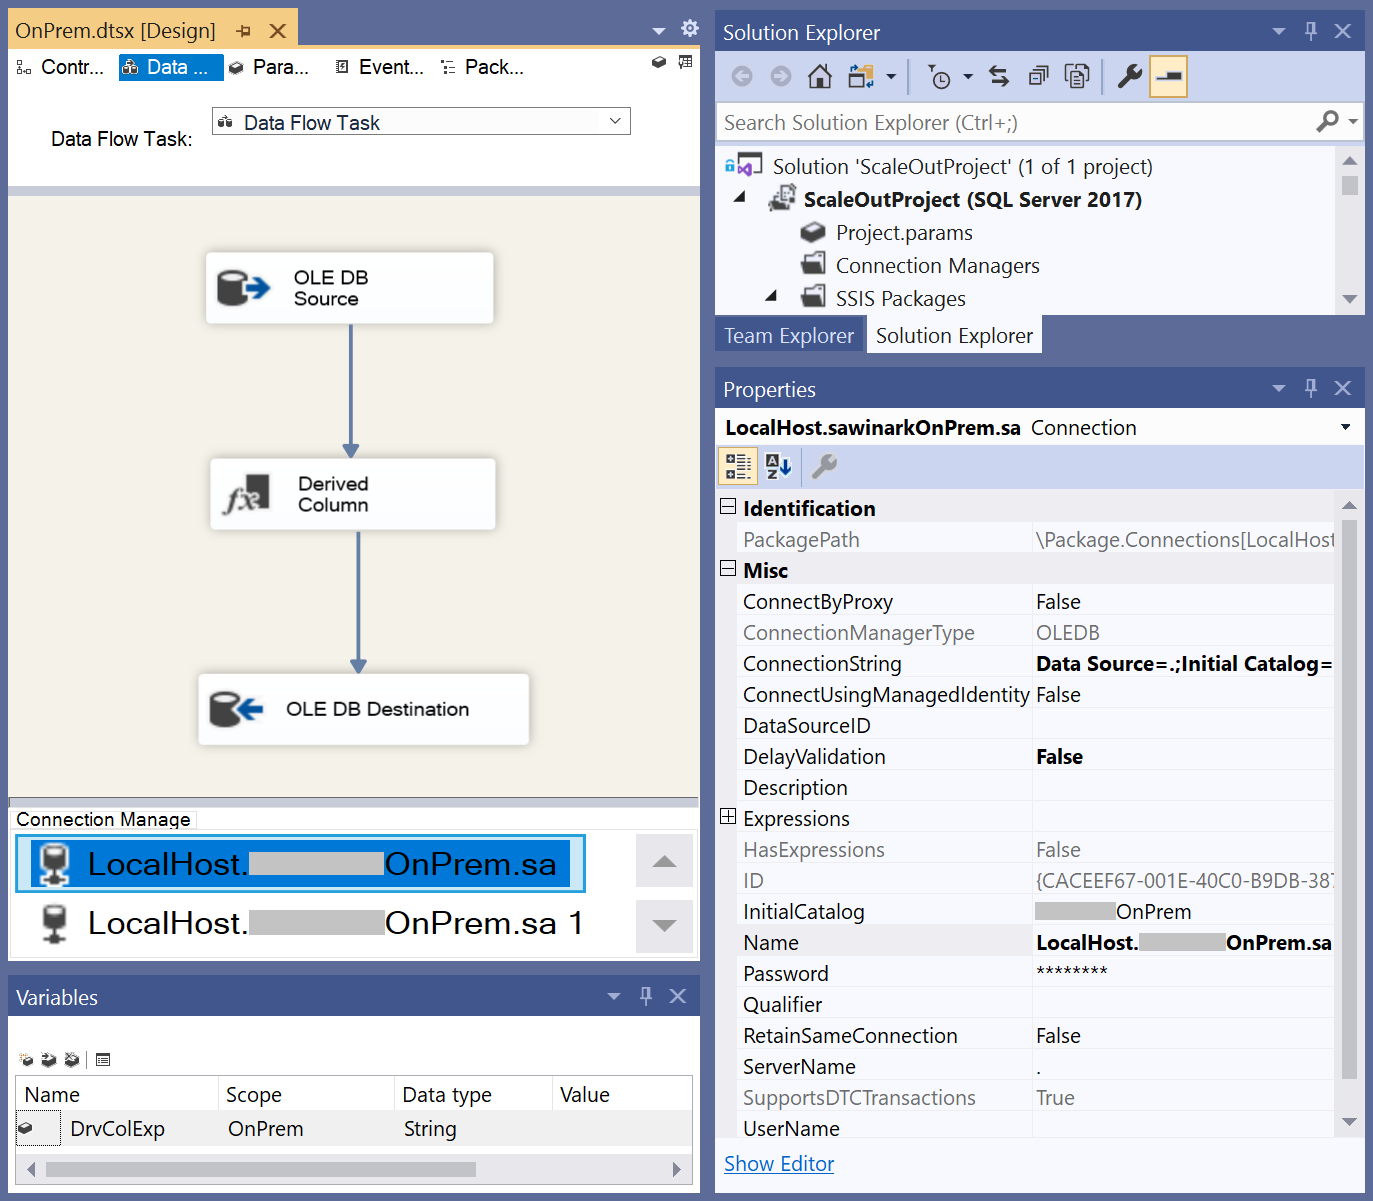 OnPrem.dtsx [Design]
Contr... Data ... Para... Event... Pack...
Data Flow Task: Data Flow Task
OLE DB
Source
Derived
Column
OLE DB Destination
Connection Manage
LocalHost. OnPrem.sa
LocalHost. OnPrem.sa 1
Variables
Name Scope Data type Value
DrvColExp OnPrem String
Solution Explorer
Search Solution Explorer (Ctrl+;)
Solution 'ScaleOutProject' (1 of 1 project)
ScaleOutProject (SQL Server 2017)
Project.params
Connection Managers
SSIS Packages
Team Explorer Solution Explorer
Properties
LocalHost.sawinarkOnPrem.sa Connection
Identification
PackagePath \Package.Connections[LocalHost
Misc
ConnectByProxy False
ConnectionManagerType OLEDB
ConnectionString Data Source=.;Initial Catalog=
ConnectUsingManagedIdentity False
DataSourceID
DelayValidation False
Description
Expressions
HasExpressions False
ID {CACEEF67-001E-40C0-B9DB-387
InitialCatalog OnPrem
Name LocalHost. OnPrem.sa
Password ********
Qualifier
RetainSameConnection False
ServerName .
SupportsDTCTransactions True
UserName
Show Editor